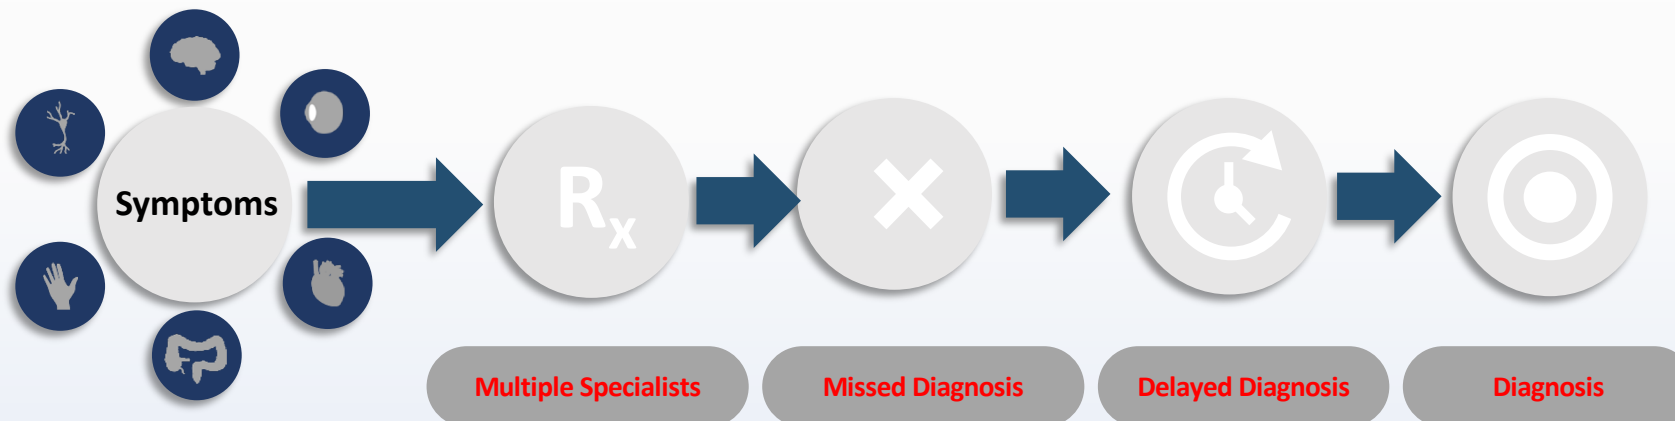 Symptoms
Rx
Multiple Specialists
Missed Diagnosis
Delayed Diagnosis
Diagnosis